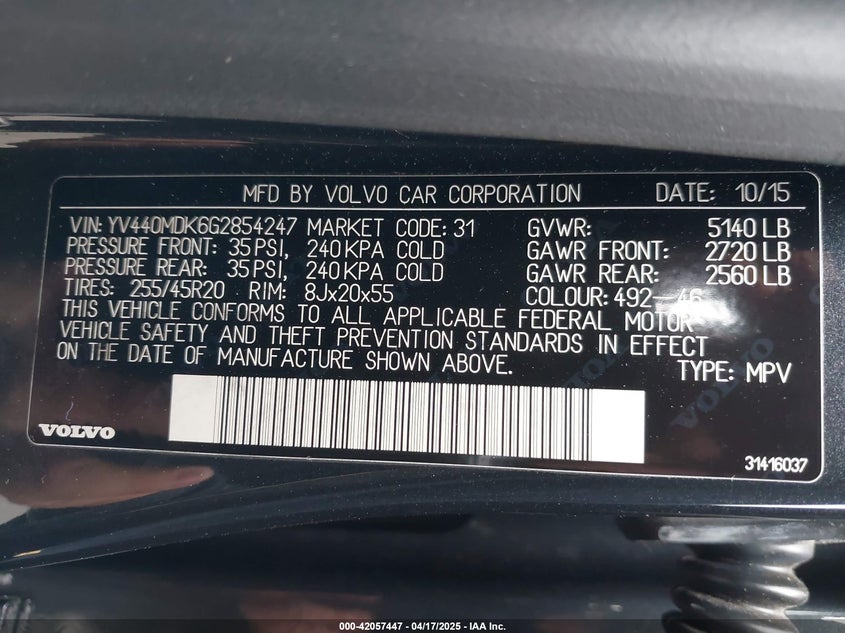 MFD BY VOLVO CAR CORPORATION DATE: 10/15
VIN: YV440MDK6G2854247 MARKET CODE: 31 GVWR: 5140 LB
PRESSURE FRONT: 35 PSI, 240 KPA COLD GAWR FRONT: 2720 LB
PRESSURE REAR: 35 PSI, 240 KPA COLD GAWR REAR: 2560 LB
TIRES: 255/45R20 RIM: 8Jx20x55 COLOUR: 492-46
THIS VEHICLE CONFORMS TO ALL APPLICABLE FEDERAL MOTOR
VEHICLE SAFETY AND THEFT PREVENTION STANDARDS IN EFFECT
ON THE DATE OF MANUFACTURE SHOWN ABOVE. TYPE: MPV
VOLVO
31416037
000-42057447 - 04/17/2025 - IAA Inc.